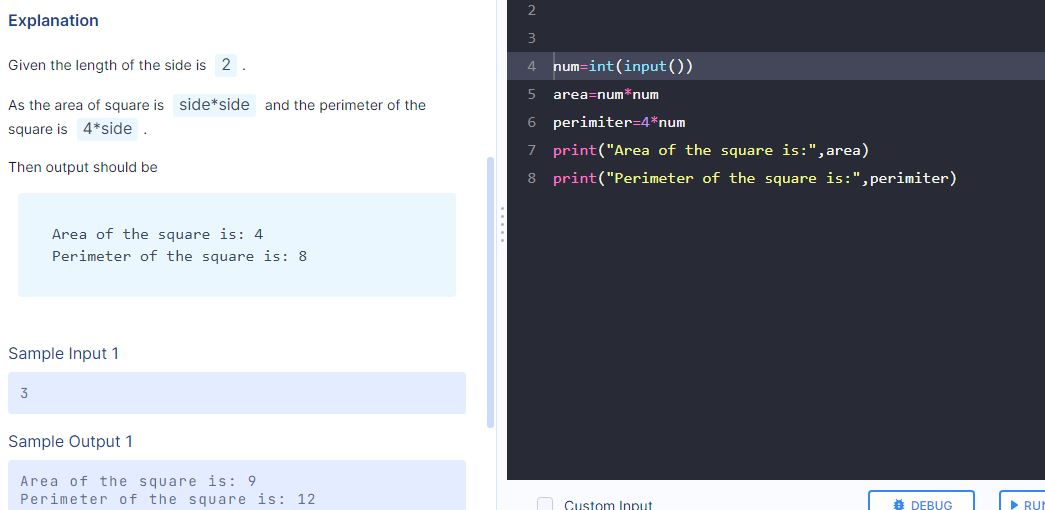 Explanation
Given the length of the side is 2 .
As the area of square is side*side and the perimeter of the
square is 4*side .
Then output should be
Area of the square is: 4
Perimeter of the square is: 8
Sample Input 1
3
Sample Output 1
Area of the square is: 9
Perimeter of the square is: 12
2
3
4 num=int(input())
5 area=num*num
6 perimiter=4*num
7 print("Area of the square is:",area)
8 print("Perimeter of the square is:",perimiter)
Custom Input
DEBUG